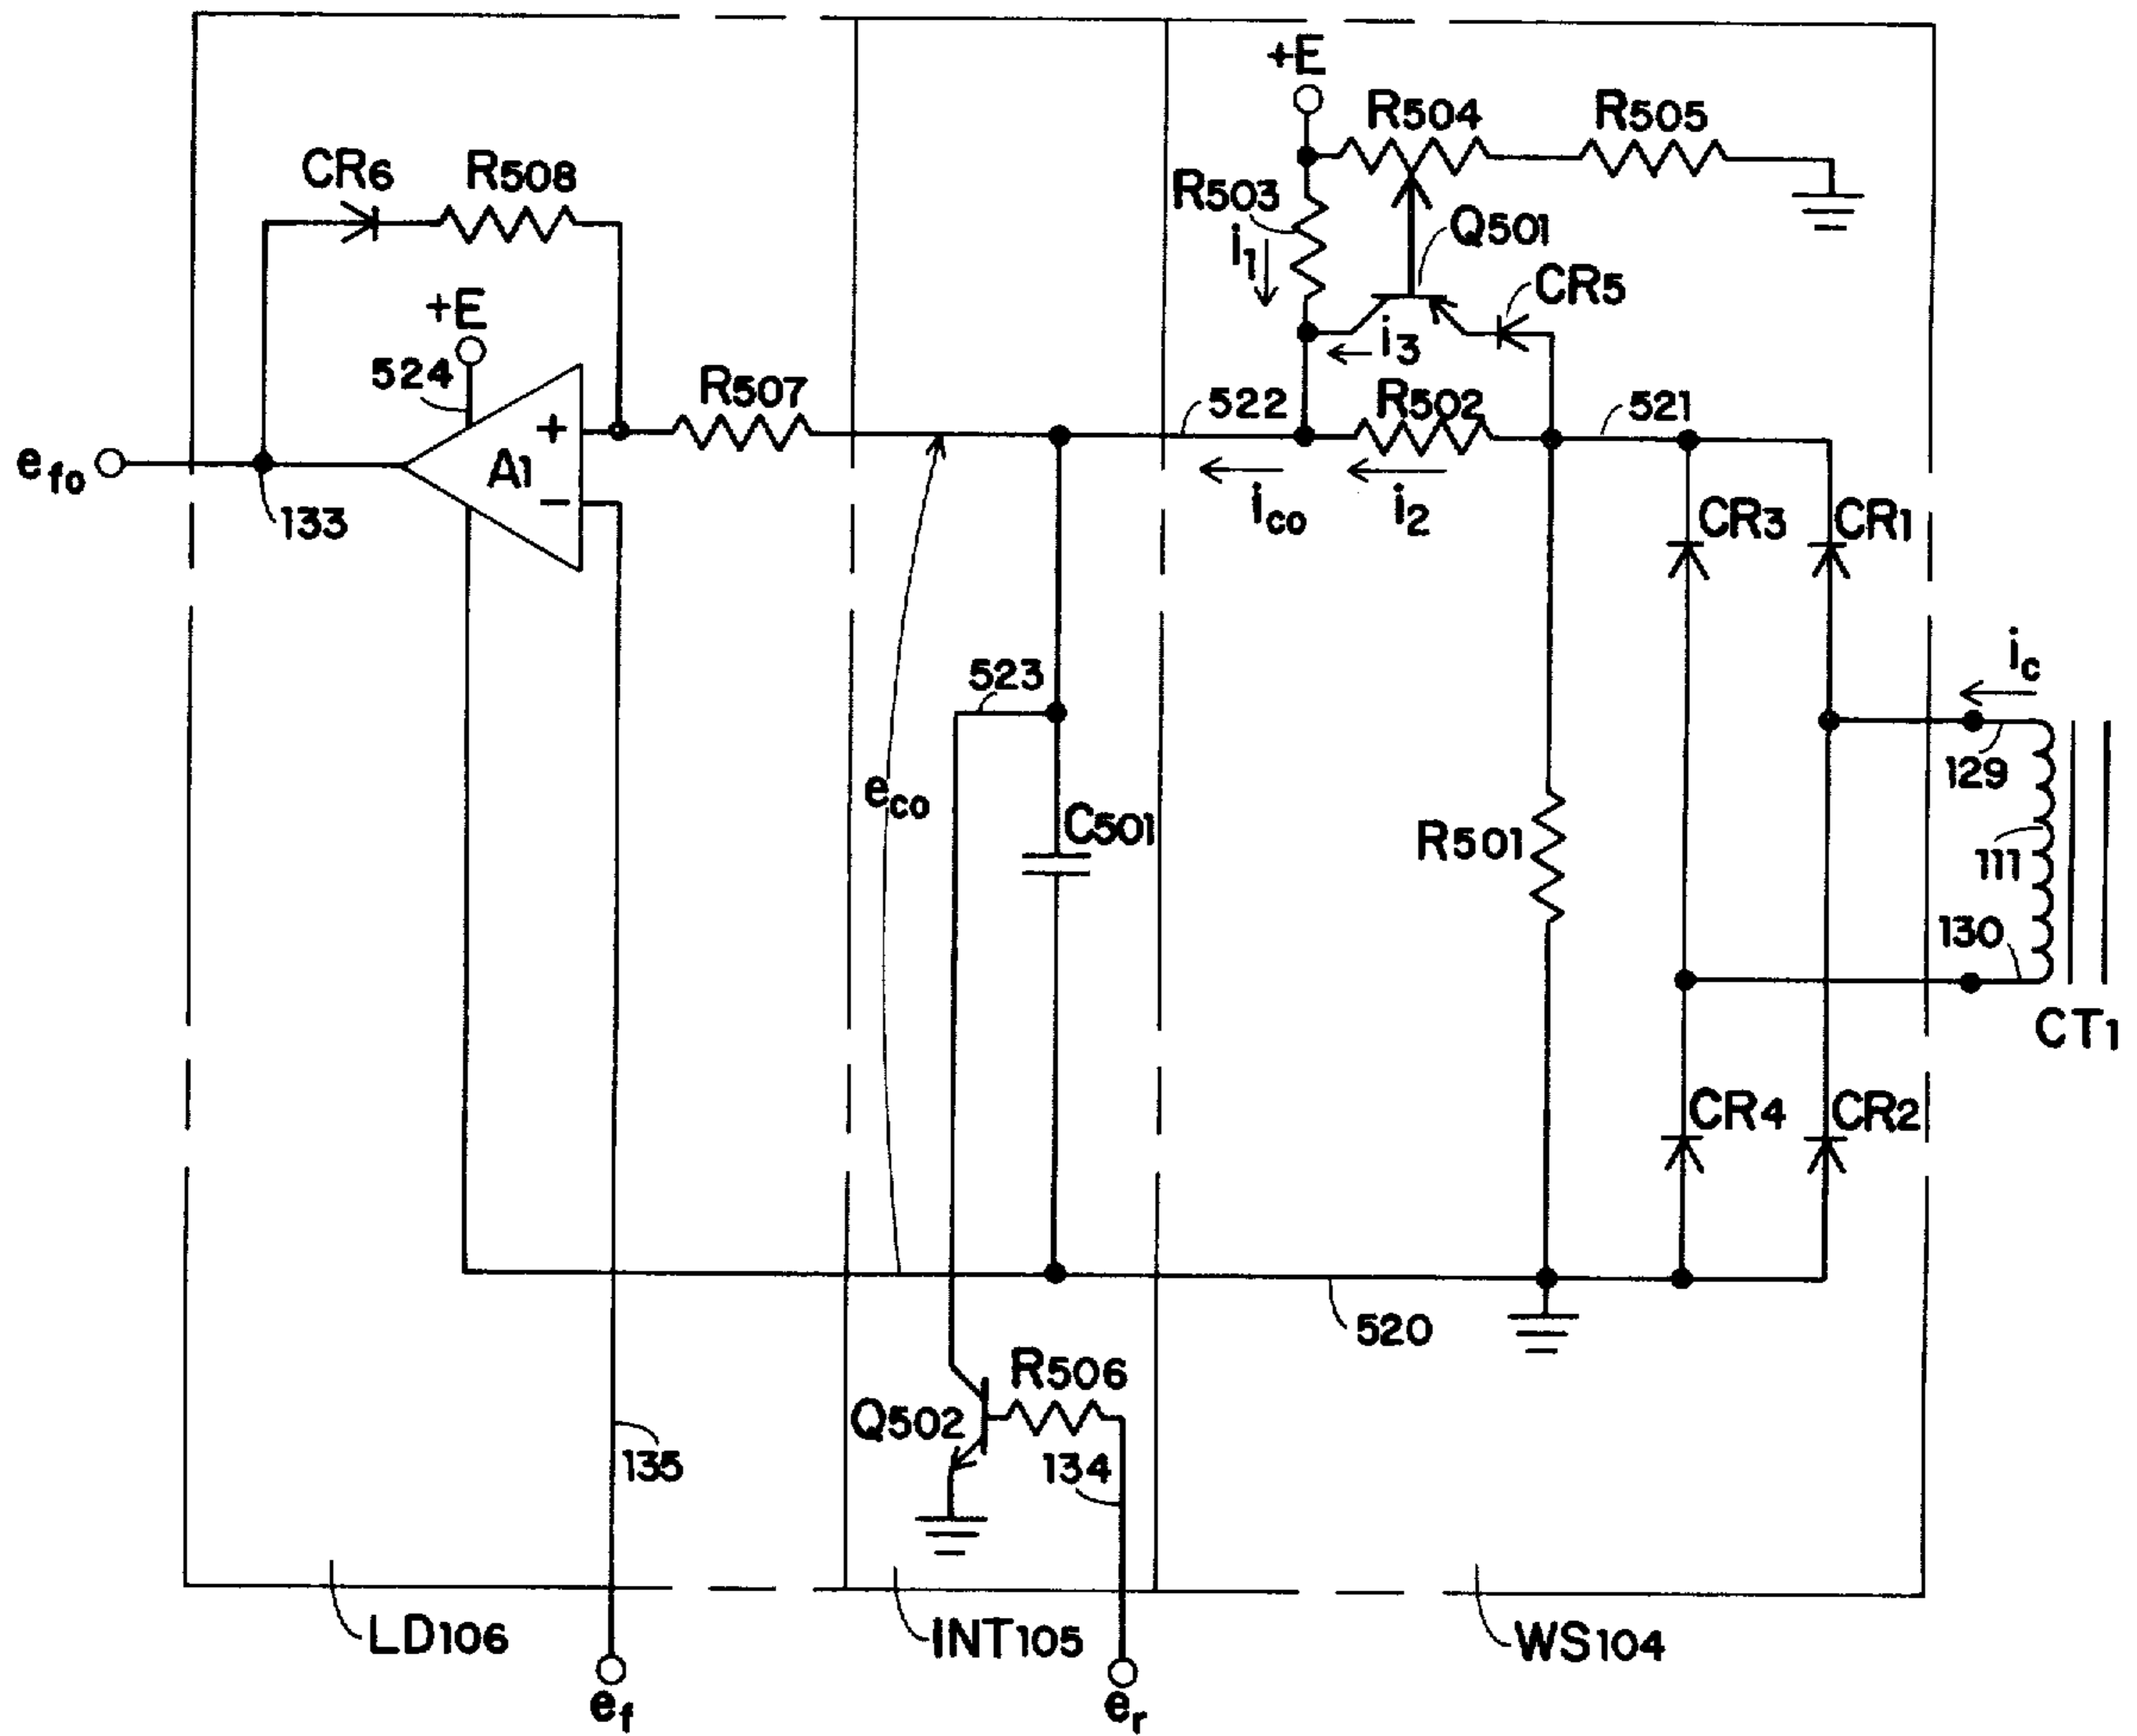 +E
R504
R505
CR6
R508
R503
i1
Q501
CR5
+E
524
i3
R507
522
R502
521
+
A1
−
efo
133
ico
i2
CR3
CR1
ic
523
129
eco
C501
R501
111
130
CT1
CR4
CR2
520
R506
Q502
134
135
LD106
INT105
WS104
ef
er